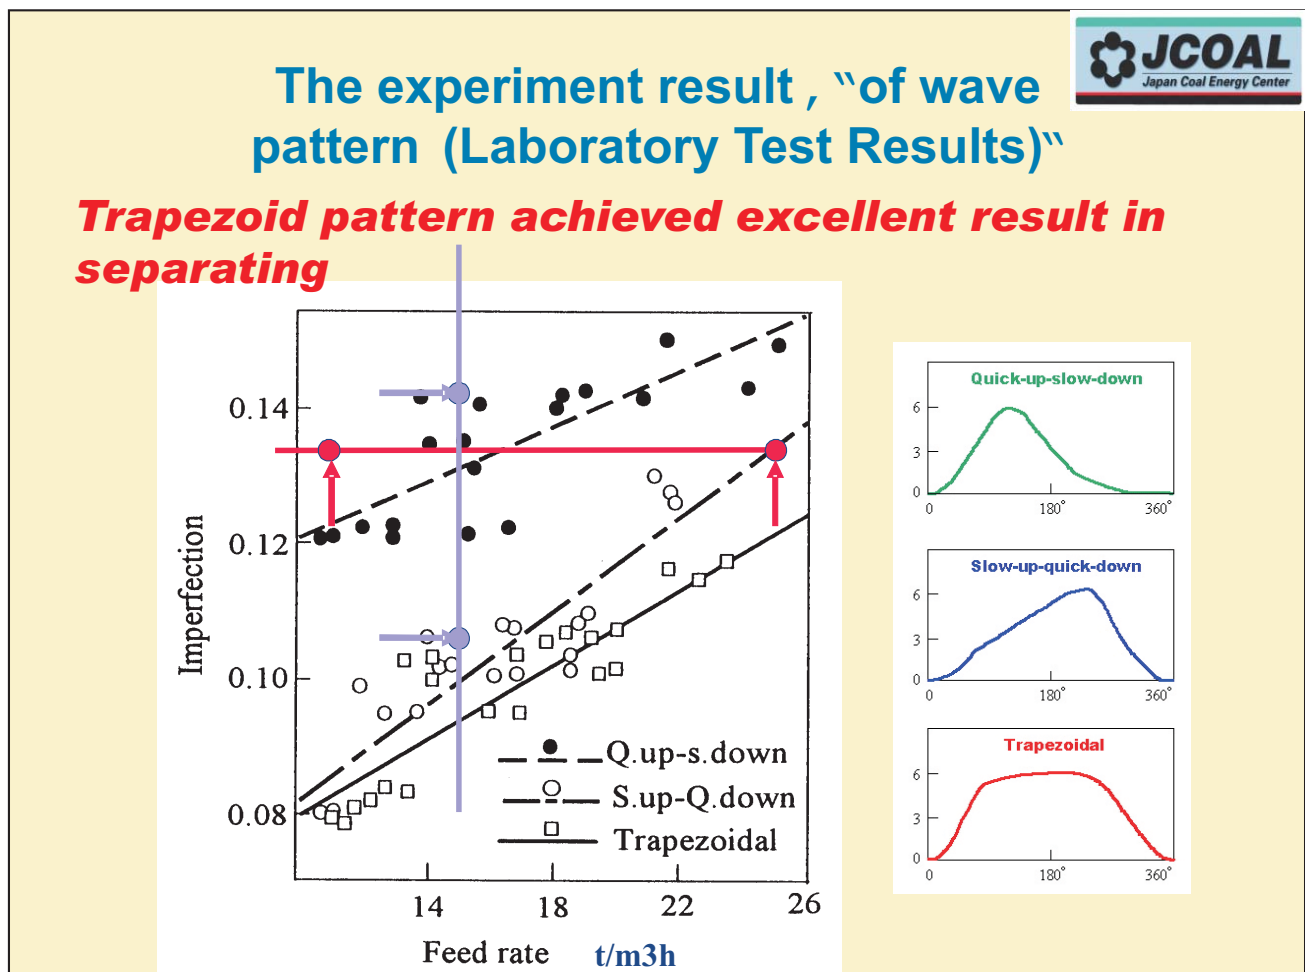 JCOAL
Japan Coal Energy Center
The experiment result , “of wave
pattern (Laboratory Test Results)“
Trapezoid pattern achieved excellent result in
separating
Imperfection
0.14
0.12
0.10
0.08
Q.up-s.down
S.up-Q.down
Trapezoidal
14 18 22 26
Feed rate t/m3h
Quick-up-slow-down
6
3
0
0 180° 360°
Slow-up-quick-down
6
3
0
0 180° 360°
Trapezoidal
6
3
0
0 180° 360°